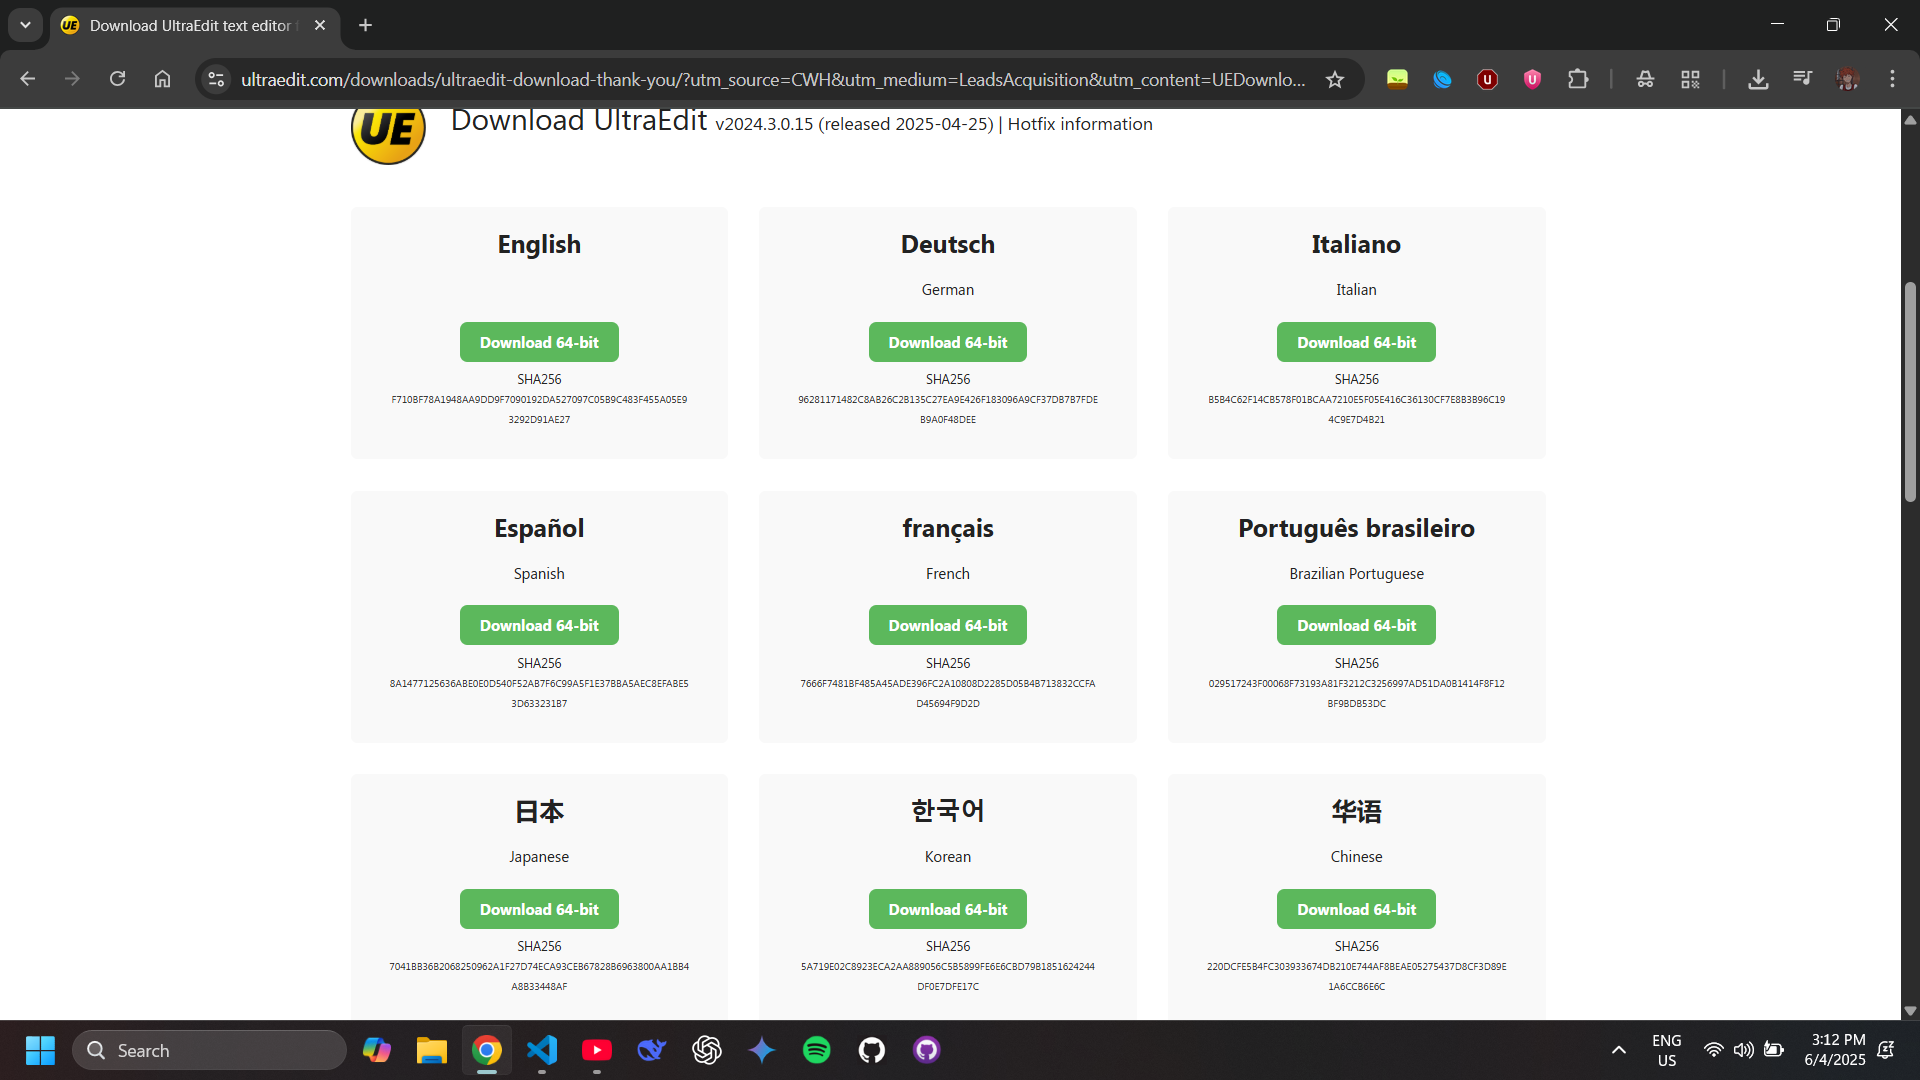 Download UltraEdit text editor
ultraedit.com/downloads/ultraedit-download-thank-you/?utm_source=CWH&utm_medium=LeadsAcquisition&utm_content=UEDownlo...
UE
Download UltraEdit v2024.3.0.15 (released 2025-04-25) | Hotfix information
English
Download 64-bit
SHA256
F710BF78A1948AA9DD9F7090192DA527097C05B9C483F455A05E9
3292D91AE27
Deutsch
German
Download 64-bit
SHA256
96281171482C8AB26C2B135C27EA9E426F183096A9CF37DB7B7FDE
B9A0F48DEE
Italiano
Italian
Download 64-bit
SHA256
B5B4C62F14CB578F01BCAA7210E5F05E416C36130CF7E8B3B96C19
4C9E7D4B21
Español
Spanish
Download 64-bit
SHA256
8A1477125636ABE0E0D540F52AB7F6C99A5F1E37BBA5AEC8EFABE5
3D633231B7
français
French
Download 64-bit
SHA256
7666F7481BF485A45ADE396FC2A10808D2285D05B4B713832CCFA
D45694F9D2D
Português brasileiro
Brazilian Portuguese
Download 64-bit
SHA256
029517243F00068F73193A81F3212C3256997AD51DA0B1414F8F12
BF9BDB53DC
日本
Japanese
Download 64-bit
SHA256
7041BB36B2068250962A1F27D74ECA93CEB67828B6963800AA1BB4
A8B33448AF
한국어
Korean
Download 64-bit
SHA256
5A719E02C8923ECA2AA889056C5B5899FE6E6CBD79B1851624244
DF0E7DFE17C
华语
Chinese
Download 64-bit
SHA256
220DCFE5B4FC303933674DB210E744AF8BEAE05275437D8CF3D89E
1A6CCB6E6C
Search
ENG
US
3:12 PM
6/4/2025